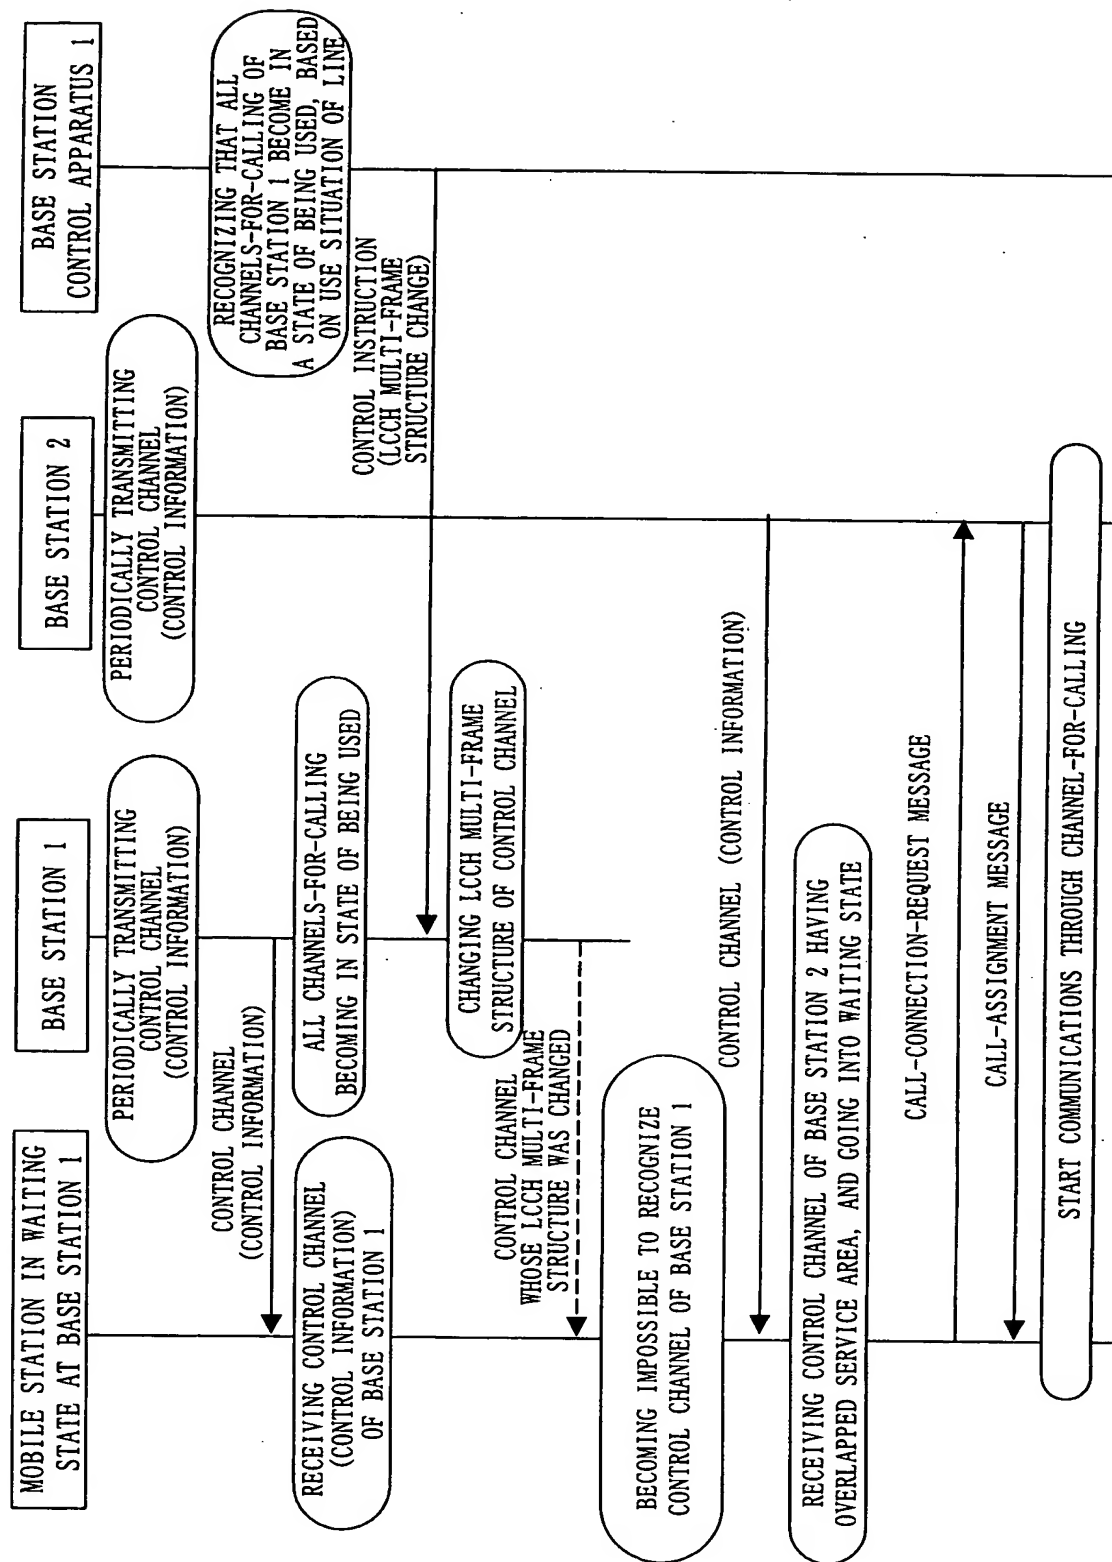 MOBILE STATION IN WAITING
STATE AT BASE STATION 1
BASE STATION 1
BASE STATION 2
BASE STATION
CONTROL APPARATUS 1
PERIODICALLY TRANSMITTING
CONTROL CHANNEL
(CONTROL INFORMATION)
PERIODICALLY TRANSMITTING
CONTROL CHANNEL
(CONTROL INFORMATION)
CONTROL CHANNEL
(CONTROL INFORMATION)
RECOGNIZING THAT ALL
CHANNELS-FOR-CALLING OF
BASE STATION 1 BECOME IN
A STATE OF BEING USED, BASED
ON USE SITUATION OF LINE
RECEIVING CONTROL CHANNEL
(CONTROL INFORMATION)
OF BASE STATION 1
ALL CHANNELS-FOR-CALLING
BECOMING IN STATE OF BEING USED
CONTROL INSTRUCTION
(LCCH MULTI-FRAME
STRUCTURE CHANGE)
CHANGING LCCH MULTI-FRAME
STRUCTURE OF CONTROL CHANNEL
CONTROL CHANNEL
WHOSE LCCH MULTI-FRAME
STRUCTURE WAS CHANGED
BECOMING IMPOSSIBLE TO RECOGNIZE
CONTROL CHANNEL OF BASE STATION 1
CONTROL CHANNEL (CONTROL INFORMATION)
RECEIVING CONTROL CHANNEL OF BASE STATION 2 HAVING
OVERLAPPED SERVICE AREA, AND GOING INTO WAITING STATE
CALL-CONNECTION-REQUEST MESSAGE
CALL-ASSIGNMENT MESSAGE
START COMMUNICATIONS THROUGH CHANNEL-FOR-CALLING